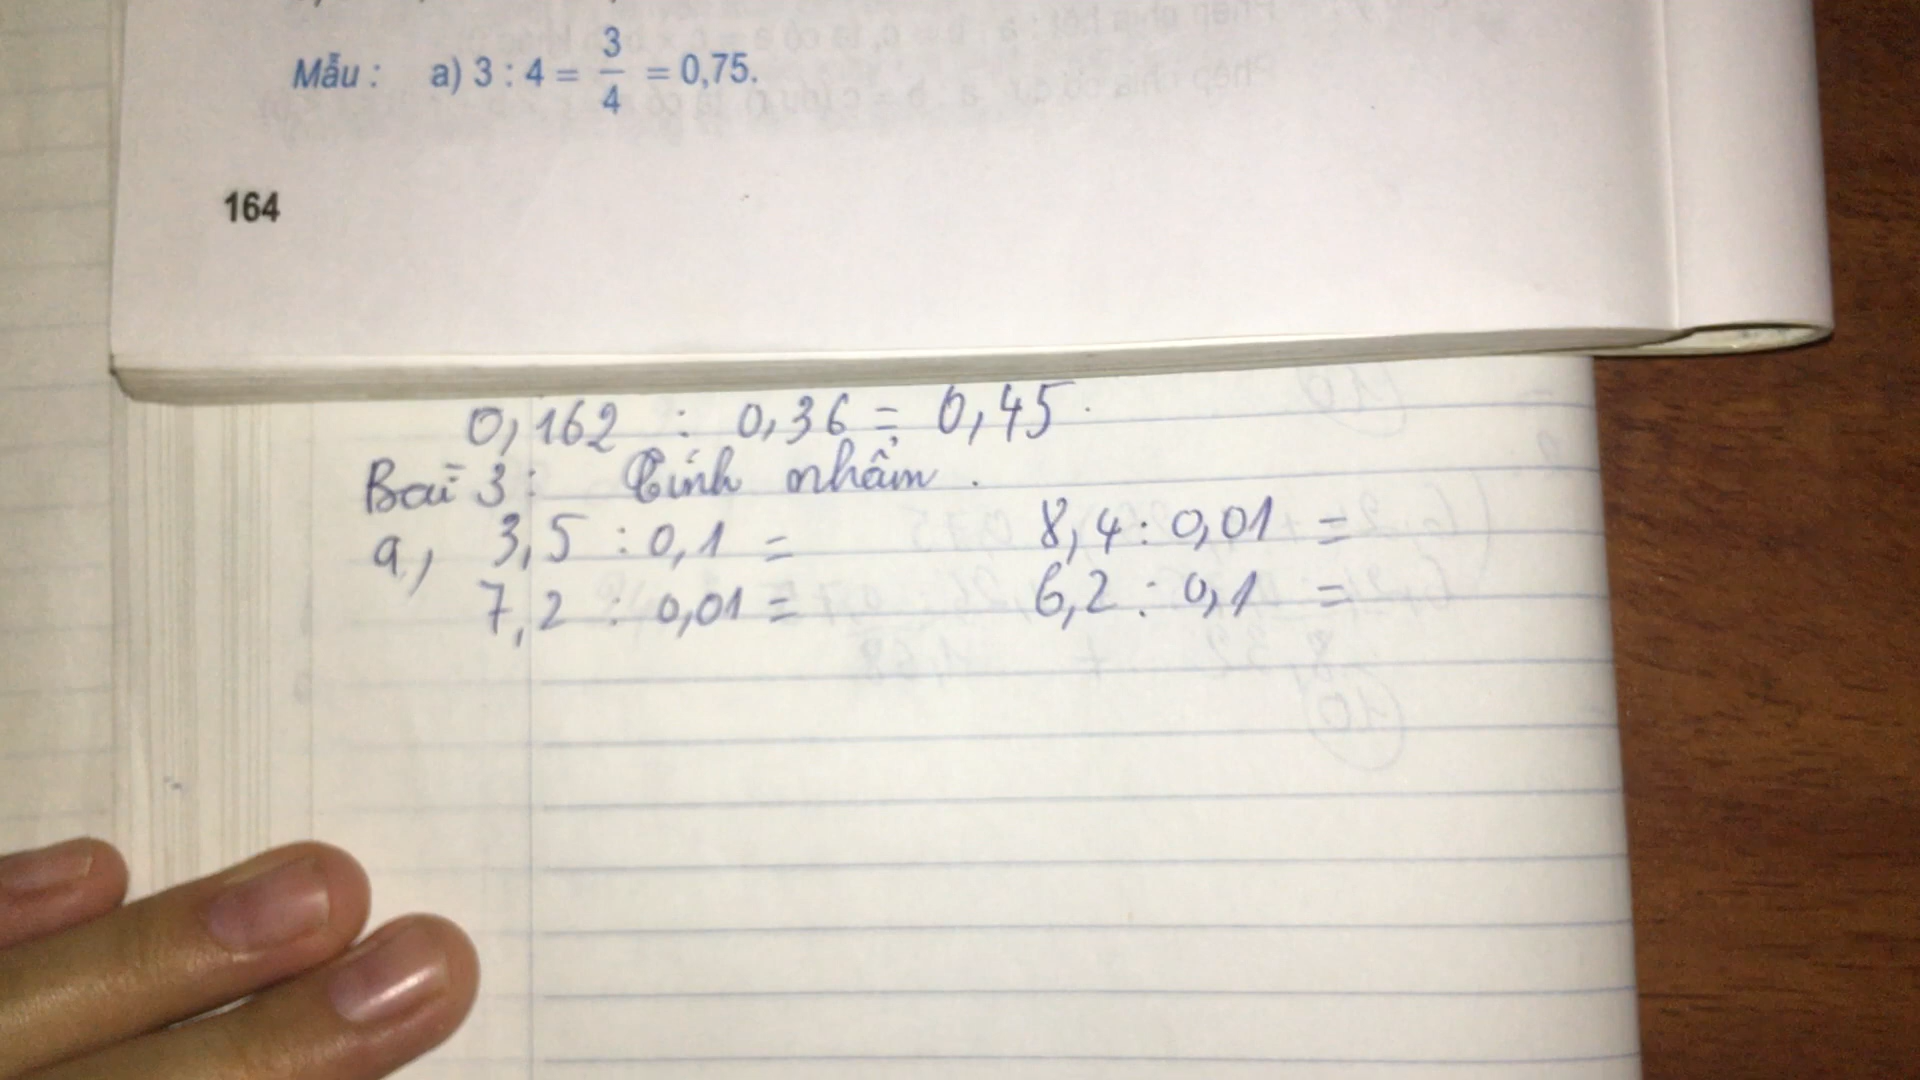 Mẫu : a) 3 : 4 = 3/4 = 0,75.
164
0,162 : 0,36 = 0,45.
Bài 3 : Tính nhẩm .
a, 3,5 : 0,1 = 8,4 : 0,01 =
7,2 : 0,01 = 6,2 : 0,1 =